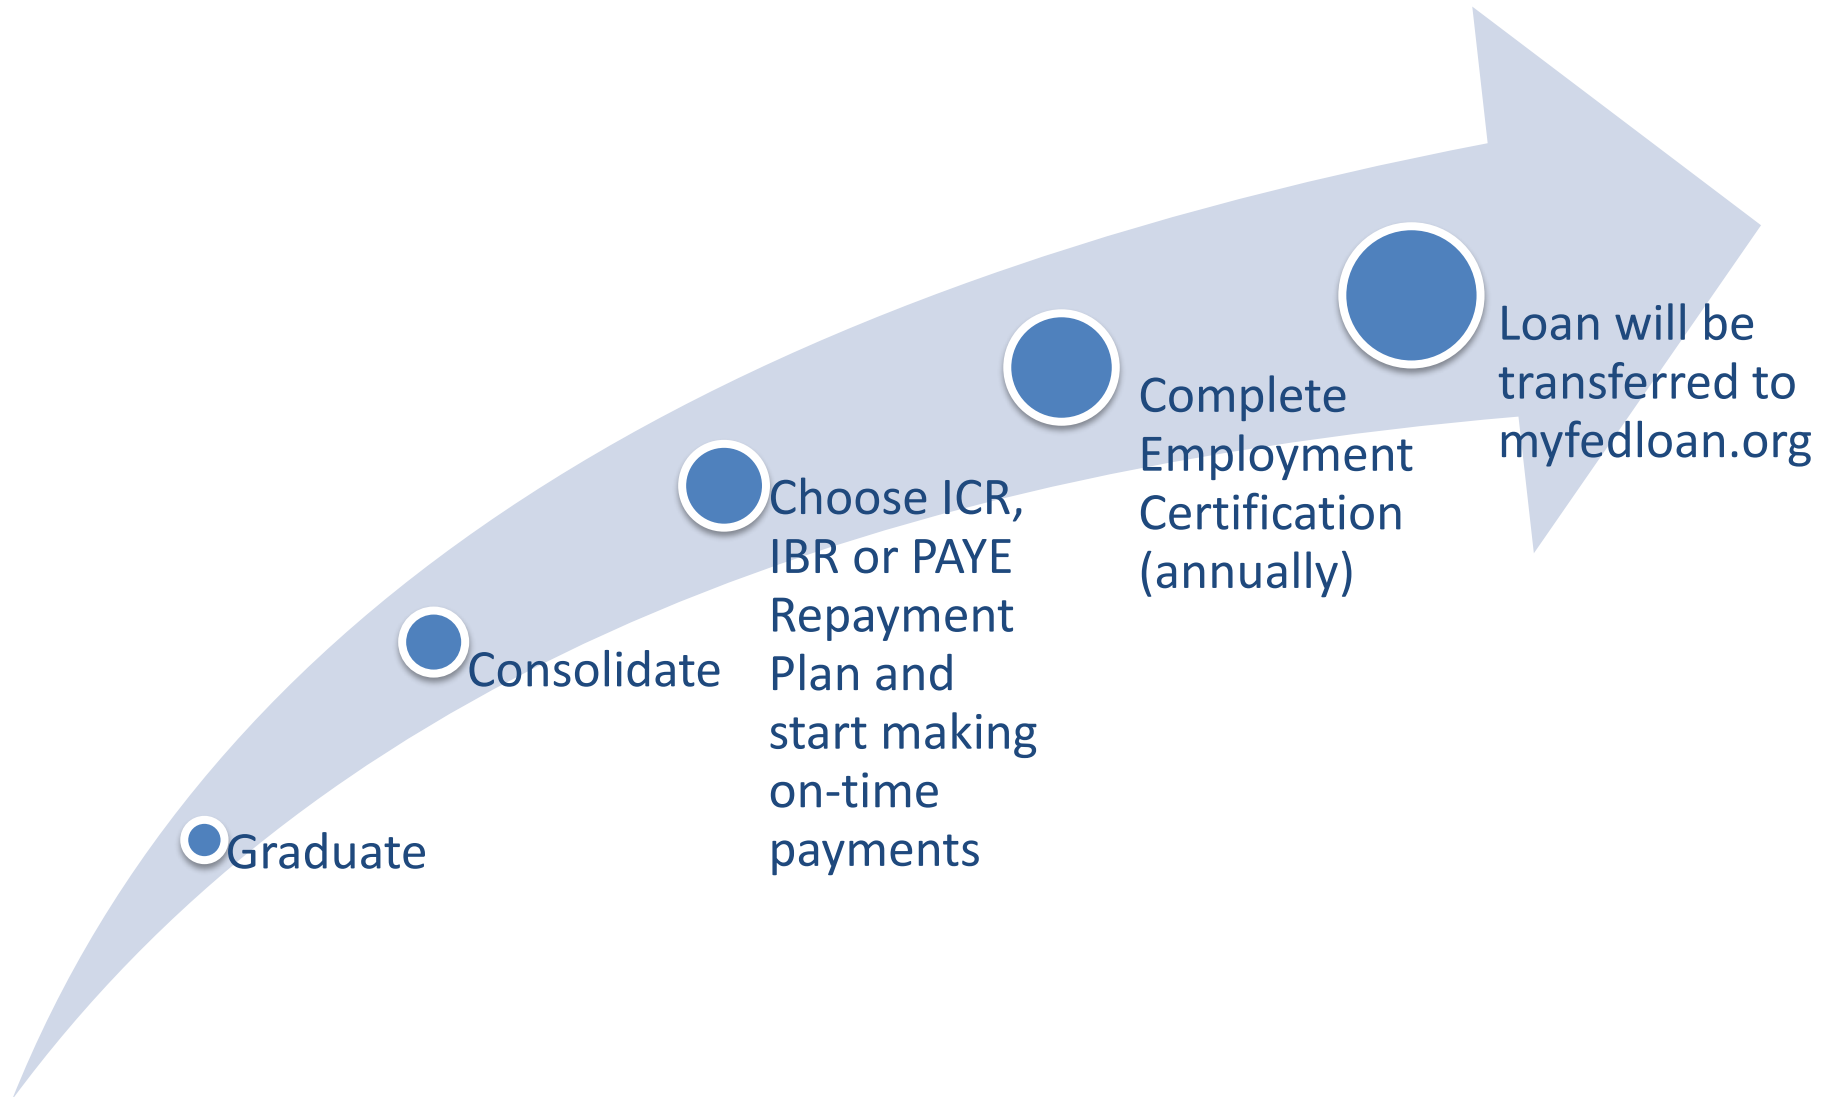 Graduate
Consolidate
Choose ICR,
IBR or PAYE
Repayment
Plan and
start making
on-time
payments
Complete
Employment
Certification
(annually)
Loan will be
transferred to
myfedloan.org